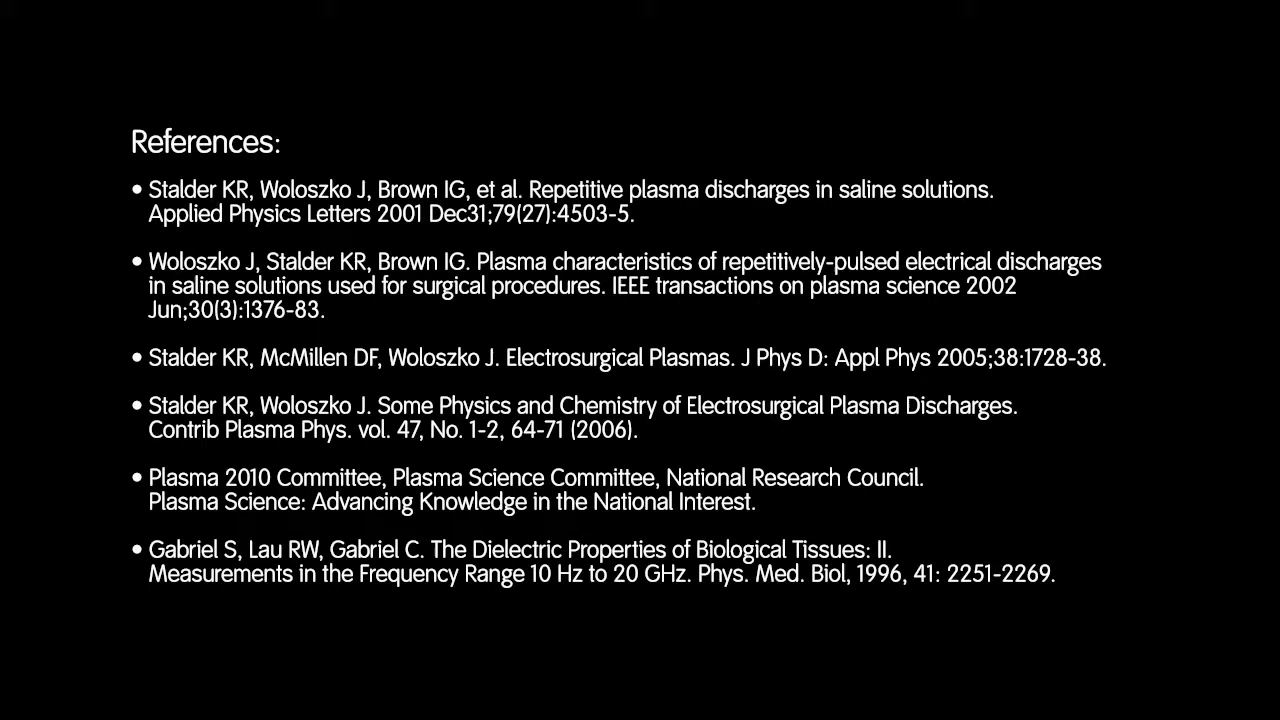 References:
• Stalder KR, Woloszko J, Brown IG, et al. Repetitive plasma discharges in saline solutions.
Applied Physics Letters 2001 Dec31;79(27):4503-5.
• Woloszko J, Stalder KR, Brown IG. Plasma characteristics of repetitively-pulsed electrical discharges
in saline solutions used for surgical procedures. IEEE transactions on plasma science 2002
Jun;30(3):1376-83.
• Stalder KR, McMillen DF, Woloszko J. Electrosurgical Plasmas. J Phys D: Appl Phys 2005;38:1728-38.
• Stalder KR, Woloszko J. Some Physics and Chemistry of Electrosurgical Plasma Discharges.
Contrib Plasma Phys. vol. 47, No. 1-2, 64-71 (2006).
• Plasma 2010 Committee, Plasma Science Committee, National Research Council.
Plasma Science: Advancing Knowledge in the National Interest.
• Gabriel S, Lau RW, Gabriel C. The Dielectric Properties of Biological Tissues: II.
Measurements in the Frequency Range 10 Hz to 20 GHz. Phys. Med. Biol, 1996, 41: 2251-2269.